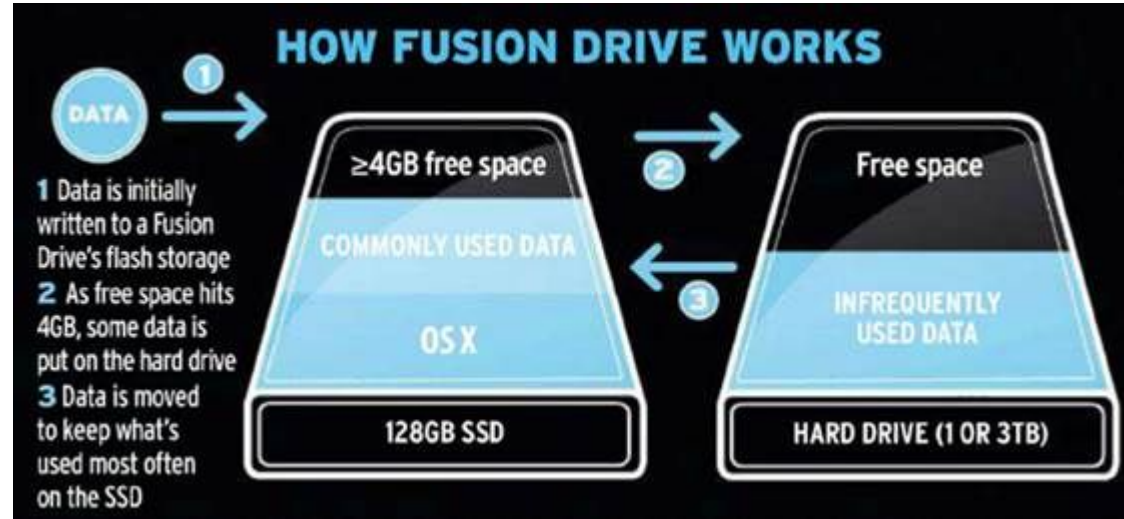 HOW FUSION DRIVE WORKS
DATA
1
1 Data is initially
written to a Fusion
Drive's flash storage
2 As free space hits
4GB, some data is
put on the hard drive
3 Data is moved
to keep what's
used most often
on the SSD
≥4GB free space
COMMONLY USED DATA
OS X
128GB SSD
2
3
Free space
INFREQUENTLY
USED DATA
HARD DRIVE (1 OR 3TB)